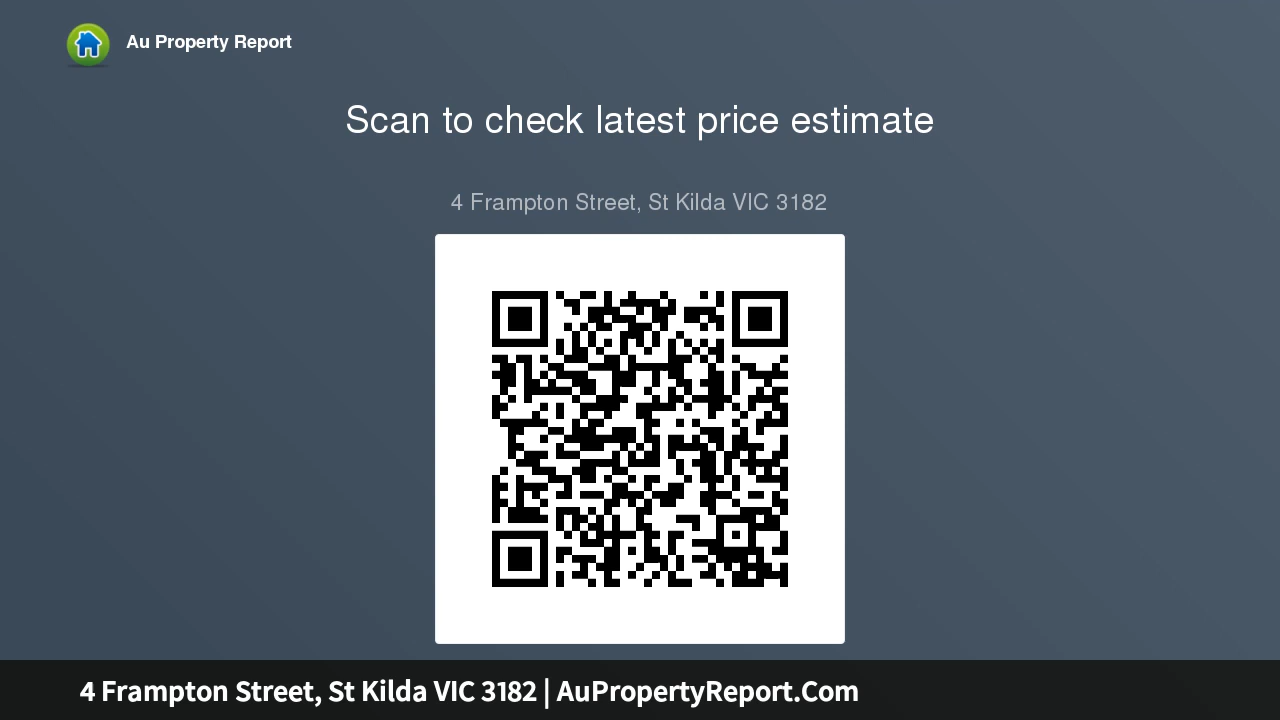 Au Property Report
Scan to check latest price estimate
4 Frampton Street, St Kilda VIC 3182
4 Frampton Street, St Kilda VIC 3182 | AuPropertyReport.Com